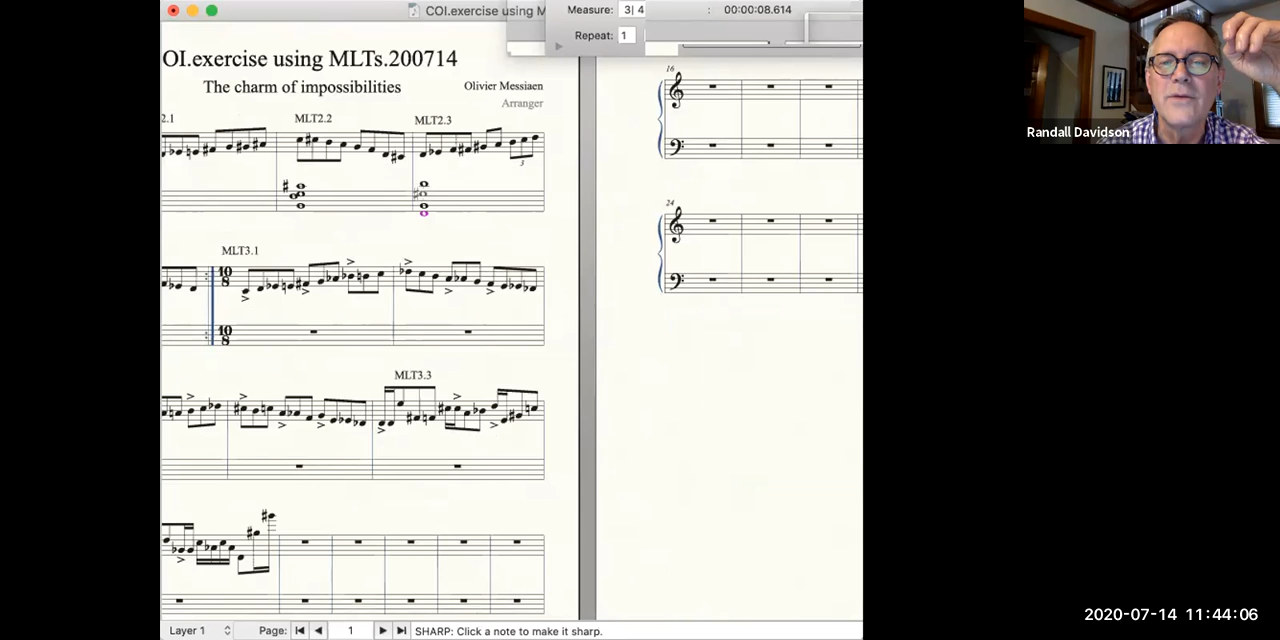 COI.exercise using M
Measure: 3| 4 : 00:00:08.614
Repeat: 1
OI.exercise using MLTs.200714
The charm of impossibilities
Olivier Messiaen
Arranger
2.1 MLT2.2 MLT2.3
3
MLT3.1
10
8
10
8
MLT3.3
16
24
Layer 1 Page: 1 SHARP: Click a note to make it sharp.
Randall Davidson
2020-07-14 11:44:06